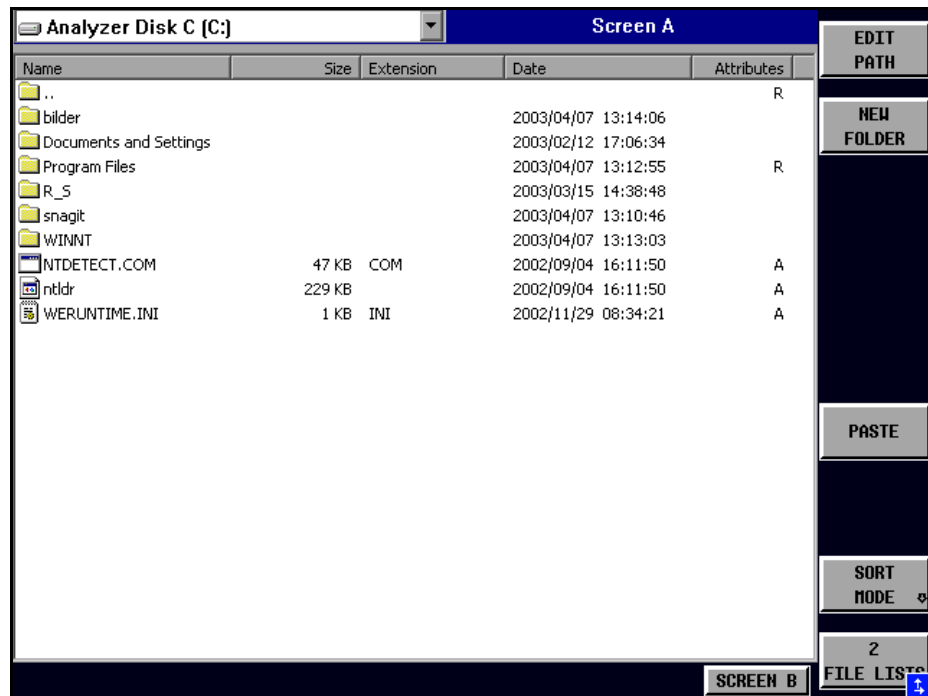 Analyzer Disk C (C:) Screen A
Name Size Extension Date Attributes
.. R
bilder 2003/04/07 13:14:06
Documents and Settings 2003/02/12 17:06:34
Program Files 2003/04/07 13:12:55 R
R_S 2003/03/15 14:38:48
snagit 2003/04/07 13:10:46
WINNT 2003/04/07 13:13:03
NTDETECT.COM 47 KB COM 2002/09/04 16:11:50 A
ntldr 229 KB 2002/09/04 16:11:50 A
WERUNTIME.INI 1 KB INI 2002/11/29 08:34:21 A
SCREEN B
EDIT
PATH
NEW
FOLDER
PASTE
SORT
MODE
2
FILE LISTS